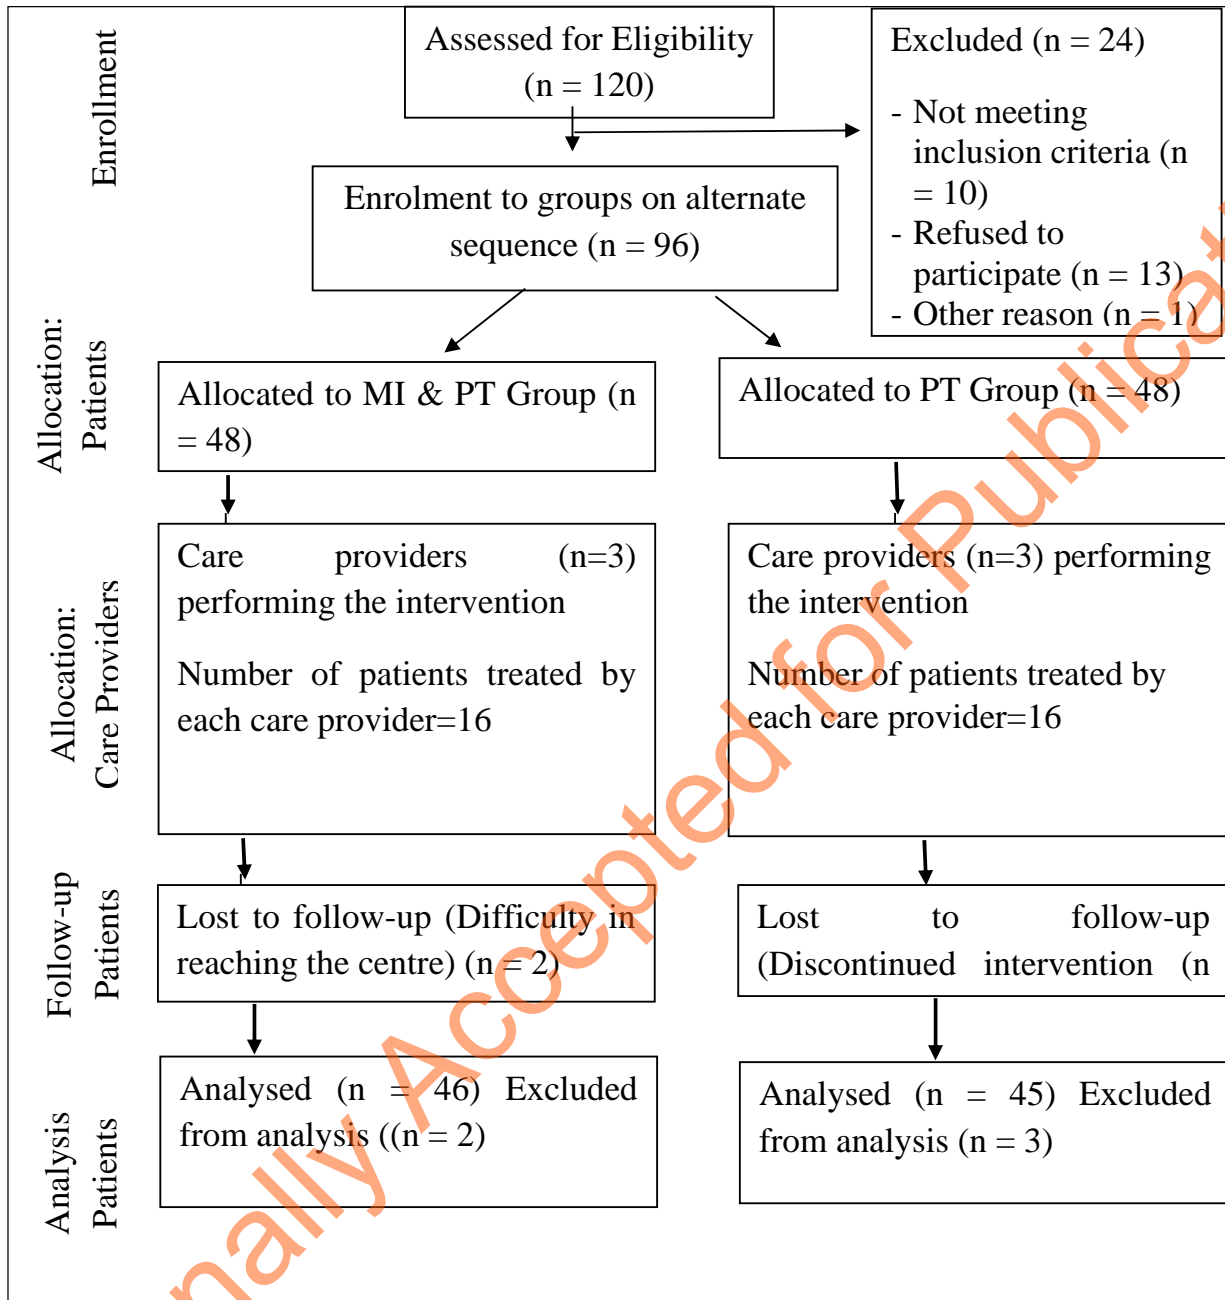 Enrollment
Assessed for Eligibility
(n = 120)
Excluded (n = 24)
- Not meeting
inclusion criteria (n
= 10)
- Refused to
participate (n = 13)
- Other reason (n = 1)
Enrolment to groups on alternate
sequence (n = 96)
Allocation:
Patients
Allocated to MI & PT Group (n
= 48)
Allocated to PT Group (n = 48)
Allocation:
Care Providers
Care providers (n=3)
performing the intervention
Number of patients treated by
each care provider=16
Care providers (n=3) performing
the intervention
Number of patients treated by
each care provider=16
Follow-up
Patients
Lost to follow-up (Difficulty in
reaching the centre) (n = 2)
Lost to follow-up
(Discontinued intervention (n
Analysis
Patients
Analysed (n = 46) Excluded
from analysis ((n = 2)
Analysed (n = 45) Excluded
from analysis (n = 3)
nally Accepted for Publicat